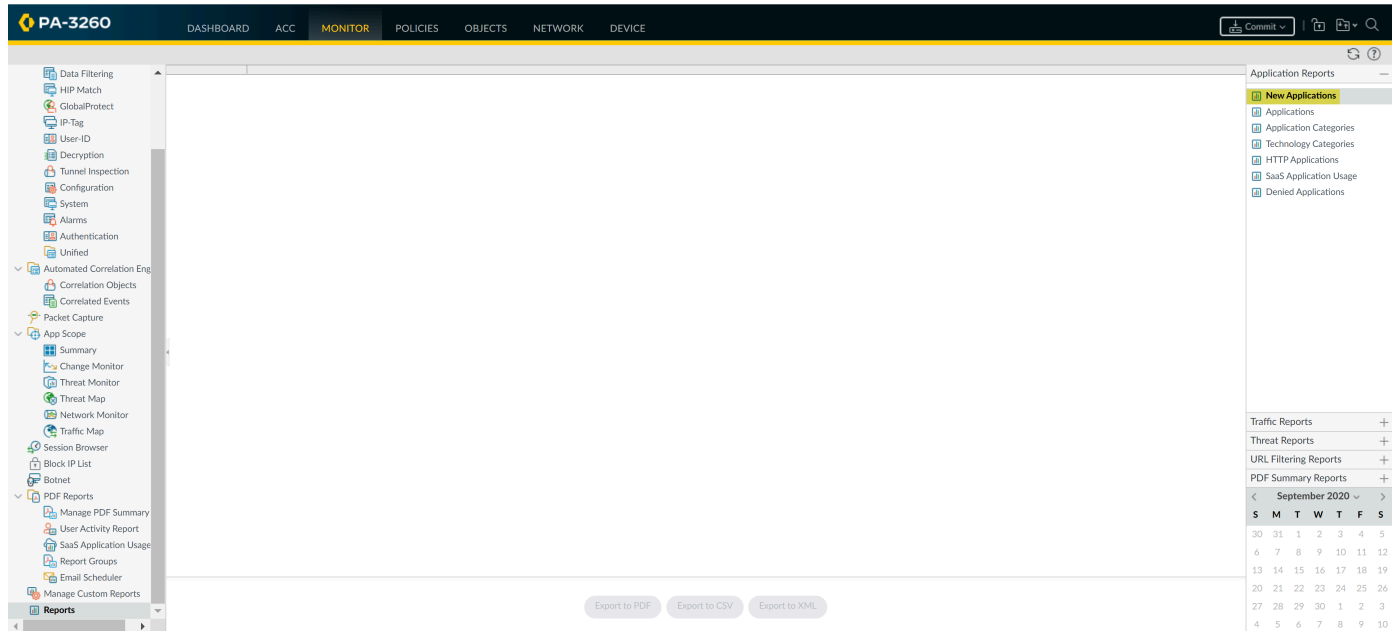 PA-3260
DASHBOARD ACC MONITOR POLICIES OBJECTS NETWORK DEVICE
Commit
Data Filtering
HIP Match
GlobalProtect
IP-Tag
User-ID
Decryption
Tunnel Inspection
Configuration
System
Alarms
Authentication
Unified
Automated Correlation Eng
Correlation Objects
Correlated Events
Packet Capture
App Scope
Summary
Change Monitor
Threat Monitor
Threat Map
Network Monitor
Traffic Map
Session Browser
Block IP List
Botnet
PDF Reports
Manage PDF Summary
User Activity Report
SaaS Application Usage
Report Groups
Email Scheduler
Manage Custom Reports
Reports
Export to PDF Export to CSV Export to XML
Application Reports
New Applications
Applications
Application Categories
Technology Categories
HTTP Applications
SaaS Application Usage
Denied Applications
Traffic Reports
Threat Reports
URL Filtering Reports
PDF Summary Reports
September 2020
S M T W T F S
30 31 1 2 3 4 5
6 7 8 9 10 11 12
13 14 15 16 17 18 19
20 21 22 23 24 25 26
27 28 29 30 1 2 3
4 5 6 7 8 9 10